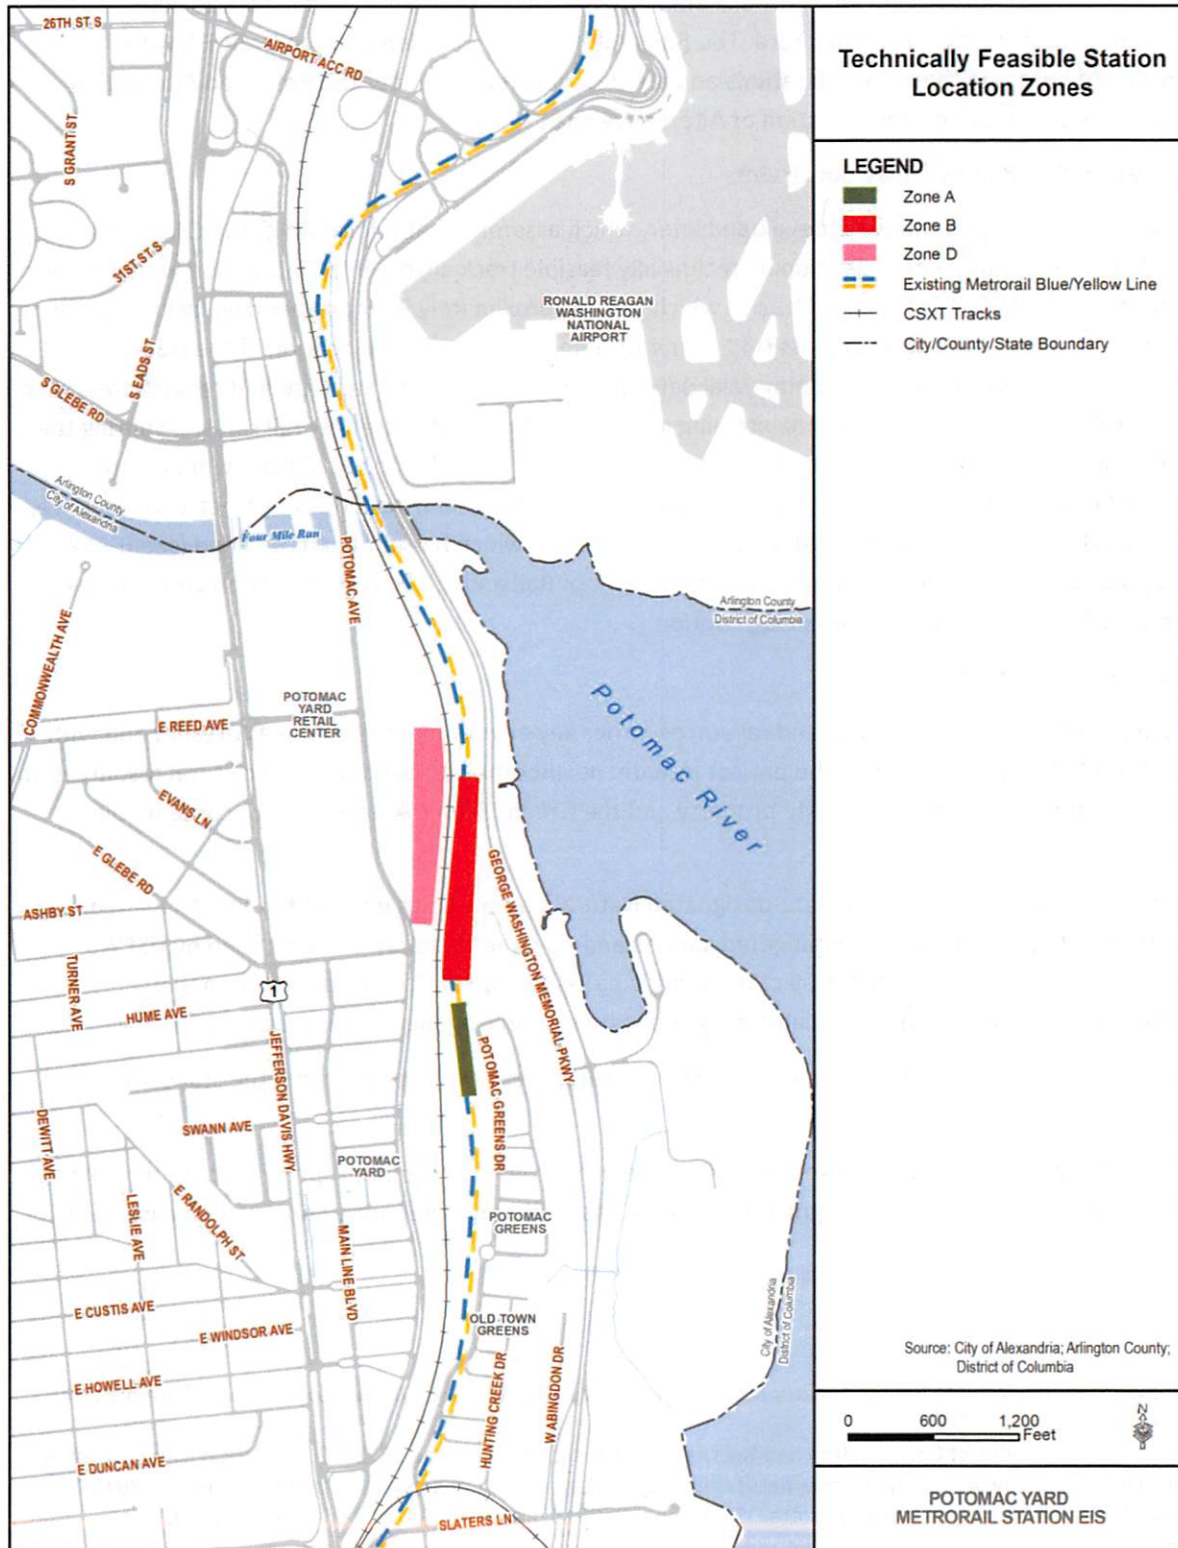 Technically Feasible Station
Location Zones
LEGEND
Zone A
Zone B
Zone D
Existing Metrorail Blue/Yellow Line
CSXT Tracks
City/County/State Boundary
26TH ST S
AIRPORT ACC RD
S GRANT ST
31ST ST S
S EADS ST
S GLEBE RD
RONALD REAGAN
WASHINGTON
NATIONAL
AIRPORT
Arlington County
City of Alexandria
Four Mile Run
POTOMAC AVE
Arlington County
District of Columbia
COMMONWEALTH AVE
E REED AVE
POTOMAC
YARD
RETAIL
CENTER
Potomac River
EVANS LN
E GLEBE RD
GEORGE WASHINGTON MEMORIAL PKWY
ASHBY ST
TURNER AVE
1
HUME AVE
JEFFERSON DAVIS HWY
POTOMAC GREENS DR
DEWITT AVE
SWANN AVE
POTOMAC
YARD
LESLIE AVE
E RANDOLPH ST
MAIN LINE BLVD
POTOMAC
GREENS
E CUSTIS AVE
E WINDSOR AVE
OLD TOWN
GREENS
City of Alexandria
District of Columbia
E HOWELL AVE
HUNTING CREEK DR
W ABINGDON DR
E DUNCAN AVE
SLATERS LN
Source: City of Alexandria; Arlington County;
District of Columbia
0 600 1,200
Feet
N
POTOMAC YARD
METRORAIL STATION EIS